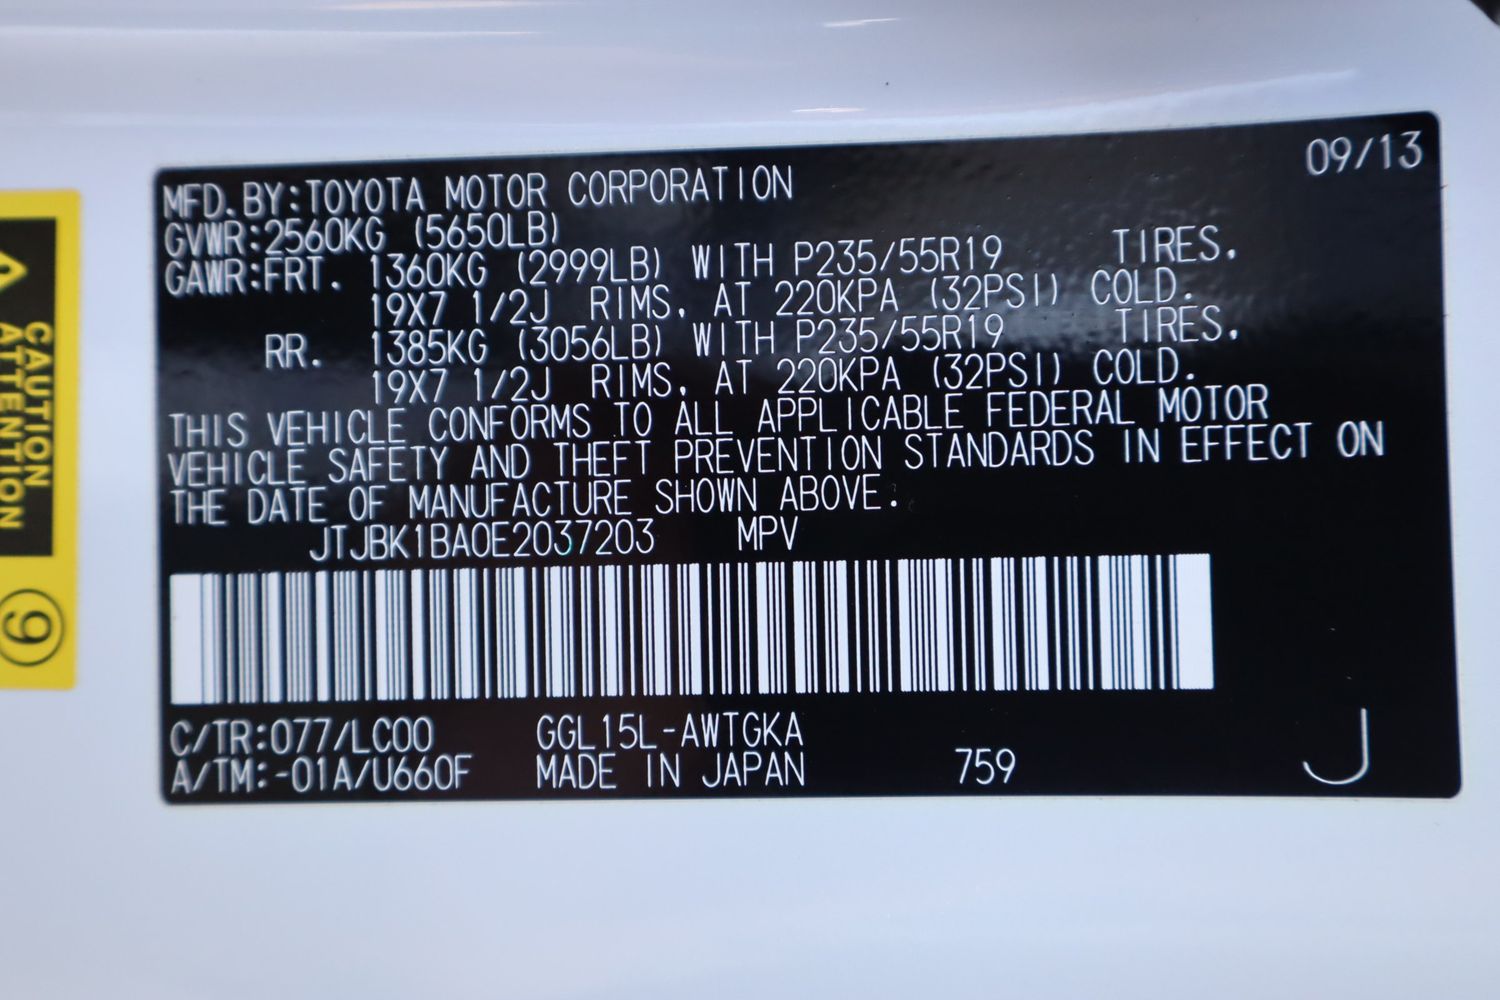 09/13
MFD. BY:TOYOTA MOTOR CORPORATION
GVWR:2560KG (5650LB)
GAWR:FRT. 1360KG (2999LB) WITH P235/55R19 TIRES.
19X7 1/2J RIMS. AT 220KPA (32PSI) COLD.
RR. 1385KG (3056LB) WITH P235/55R19 TIRES.
19X7 1/2J RIMS. AT 220KPA (32PSI) COLD.
THIS VEHICLE CONFORMS TO ALL APPLICABLE FEDERAL MOTOR
VEHICLE SAFETY AND THEFT PREVENTION STANDARDS IN EFFECT ON
THE DATE OF MANUFACTURE SHOWN ABOVE.
JTJBK1BA0E2037203 MPV
C/TR:077/LC00 GGL15L-AWTGKA
A/TM:-01A/U660F MADE IN JAPAN 759 J
CAUTION
ATTENTION
9